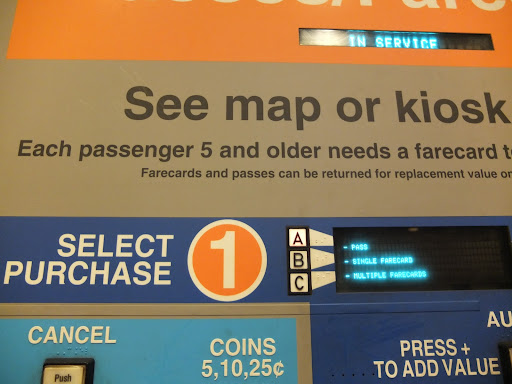 IN SERVICE
See map or kiosk
Each passenger 5 and older needs a farecard
Farecards and passes can be returned for replacement value
SELECT
PURCHASE
1
A
B
C
- PASS
- SINGLE FARECARD
- MULTIPLE FARECARDS
CANCEL
Push
COINS
5,10,25¢
AU
PRESS +
TO ADD VALUE